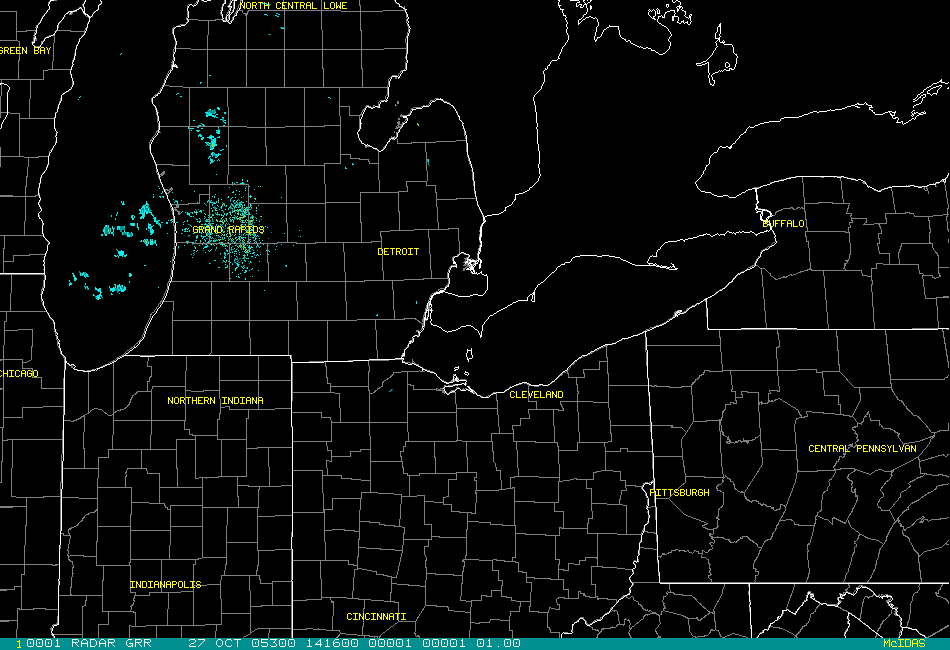 NORTH CENTRAL LOWE
GREEN BAY
GRAND RAPIDS
BUFFALO
DETROIT
CHICAGO
NORTHERN INDIANA
CLEVELAND
CENTRAL PENNSYLVAN
PITTSBURGH
INDIANAPOLIS
CINCINNATI
10001 RADAR GRR 27 OCT 05300 141600 00001 00001 01.00 McIDAS